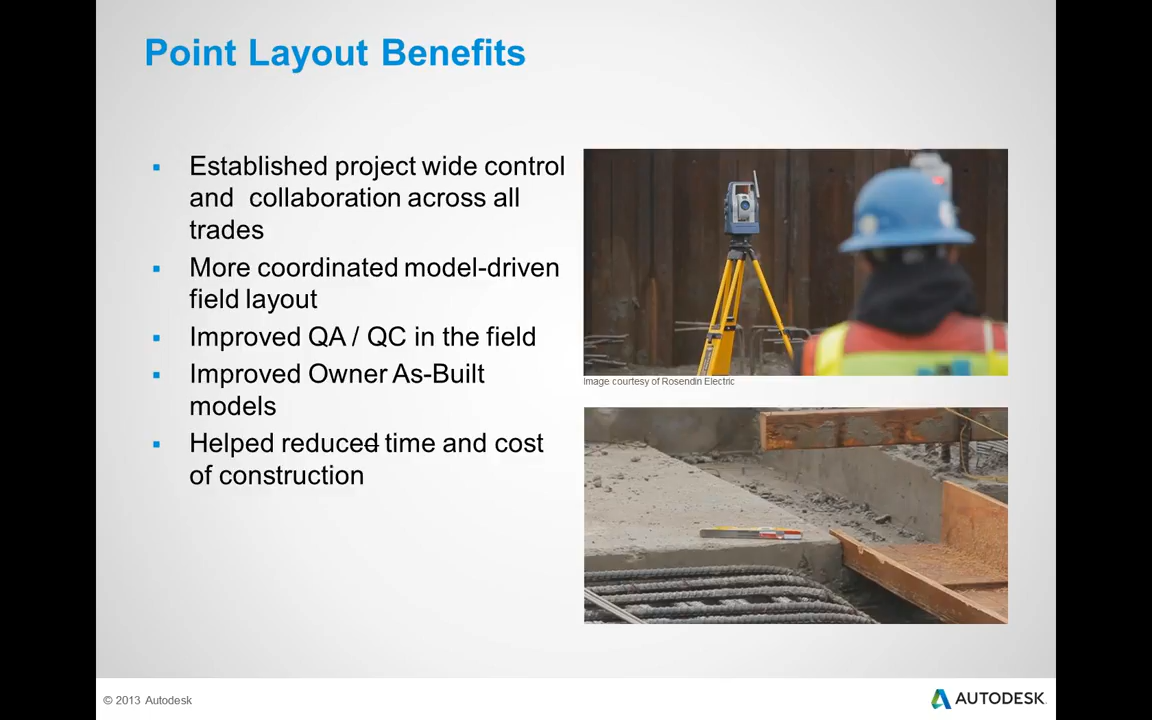 Point Layout Benefits
▪ Established project wide control
and  collaboration across all
trades
▪ More coordinated model-driven
field layout
▪ Improved QA / QC in the field
▪ Improved Owner As-Built
models
▪ Helped reduced time and cost
of construction
Image courtesy of Rosendin Electric
© 2013 Autodesk
AUTODESK.